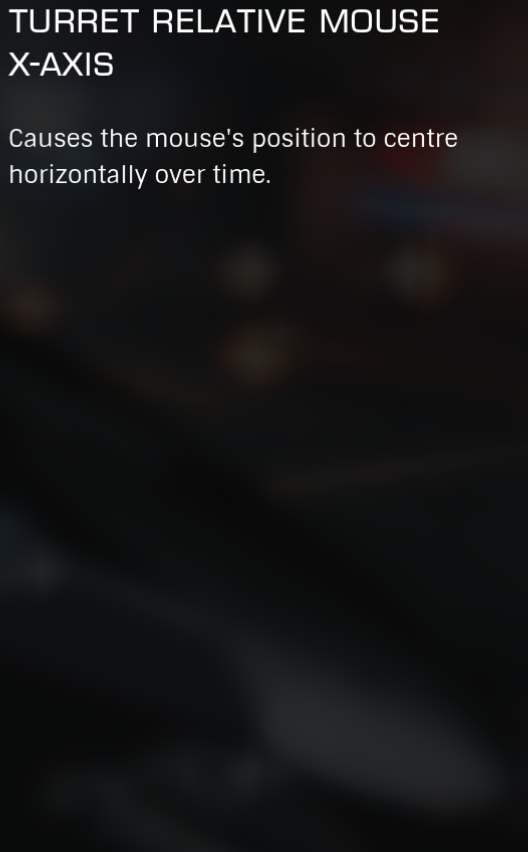 TURRET RELATIVE MOUSE
X-AXIS
Causes the mouse's position to centre
horizontally over time.